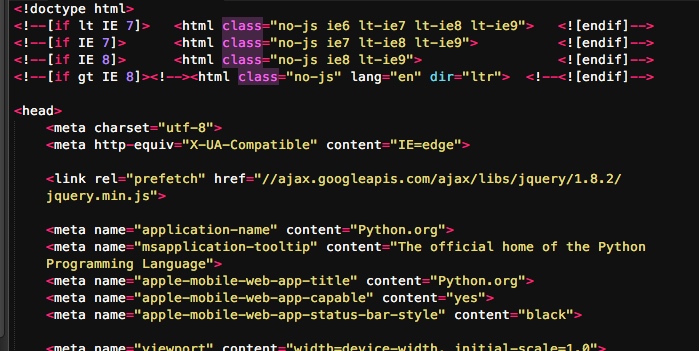 <!doctype html>
<!--[if lt IE 7]>   <html class="no-js ie6 lt-ie7 lt-ie8 lt-ie9">   <![endif]-->
<!--[if IE 7]>      <html class="no-js ie7 lt-ie8 lt-ie9">          <![endif]-->
<!--[if IE 8]>      <html class="no-js ie8 lt-ie9">                 <![endif]-->
<!--[if gt IE 8]><!--><html class="no-js" lang="en" dir="ltr">  <!--<![endif]-->
<head>
    <meta charset="utf-8">
    <meta http-equiv="X-UA-Compatible" content="IE=edge">
    <link rel="prefetch" href="//ajax.googleapis.com/ajax/libs/jquery/1.8.2/
    jquery.min.js">
    <meta name="application-name" content="Python.org">
    <meta name="msapplication-tooltip" content="The official home of the Python
    Programming Language">
    <meta name="apple-mobile-web-app-title" content="Python.org">
    <meta name="apple-mobile-web-app-capable" content="yes">
    <meta name="apple-mobile-web-app-status-bar-style" content="black">
    <meta name="viewport" content="width=device-width, initial-scale=1.0">